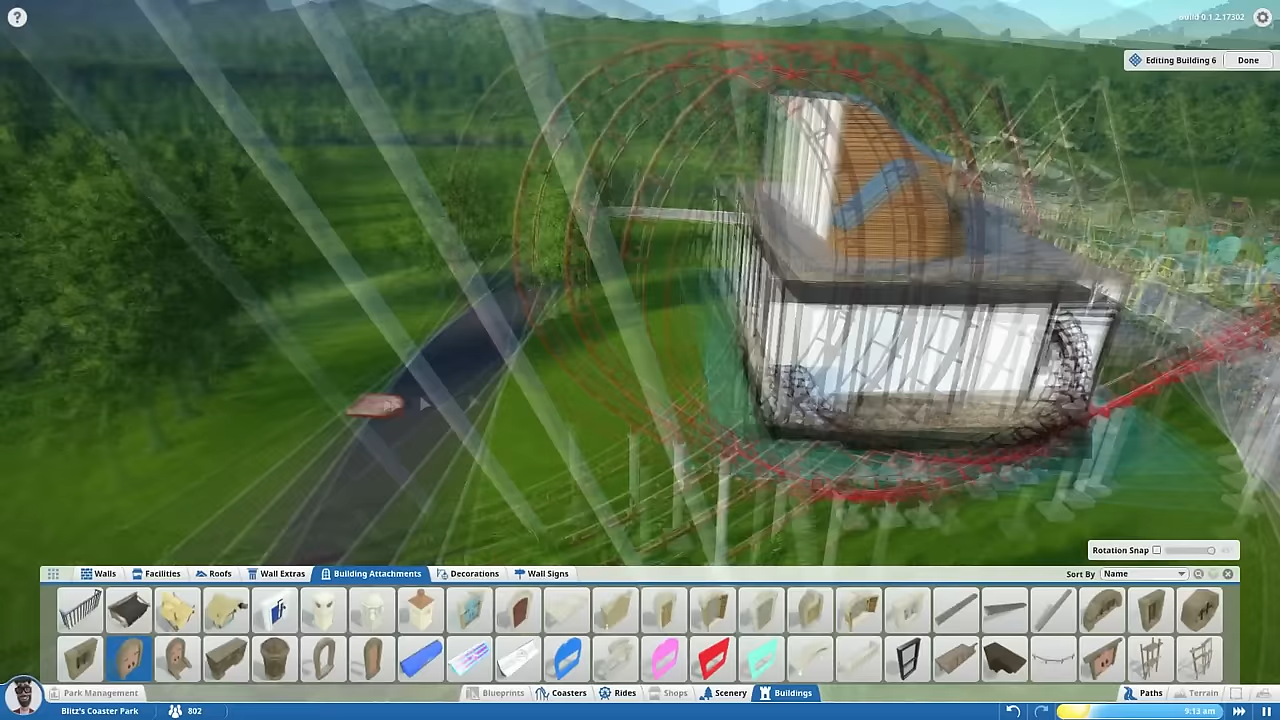 ?
Build 0.1.2.17302
Editing Building 6
Done
Rotation Snap
45°
Walls
Facilities
Roofs
Wall Extras
Building Attachments
Decorations
Wall Signs
Sort By
Name
Park Management
Blueprints
Coasters
Rides
Shops
Scenery
Buildings
Paths
Terrain
Blitz's Coaster Park
802
9:13 am